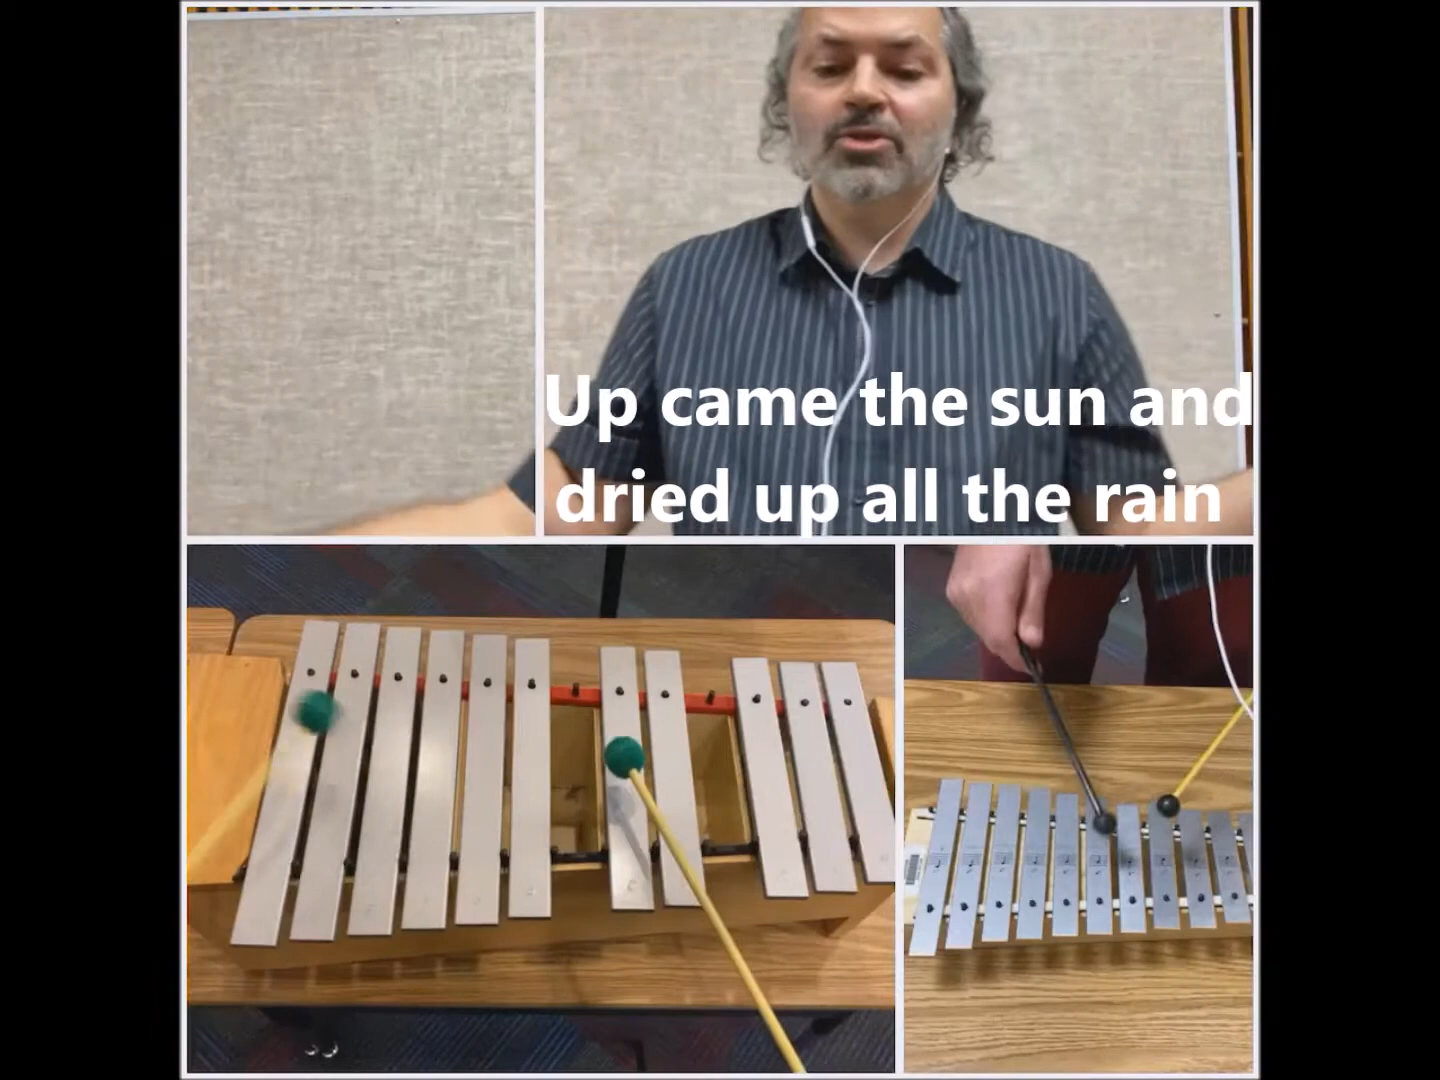 Up came the sun and
dried up all the rain